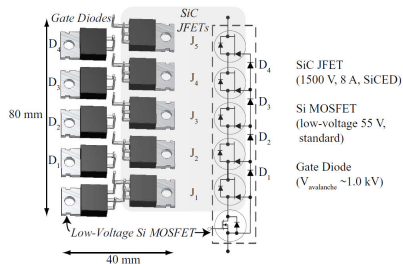 Gate Diodes
SiC
JFETs
D4
D3
D2
D1
J5
J4
J3
J2
J1
80 mm
40 mm
Low-Voltage Si MOSFET
D4
D3
D2
D1
SiC JFET
(1500 V, 8 A, SiCED)
Si MOSFET
(low-voltage 55 V,
standard)
Gate Diode
(Vavalanche ~1.0 kV)